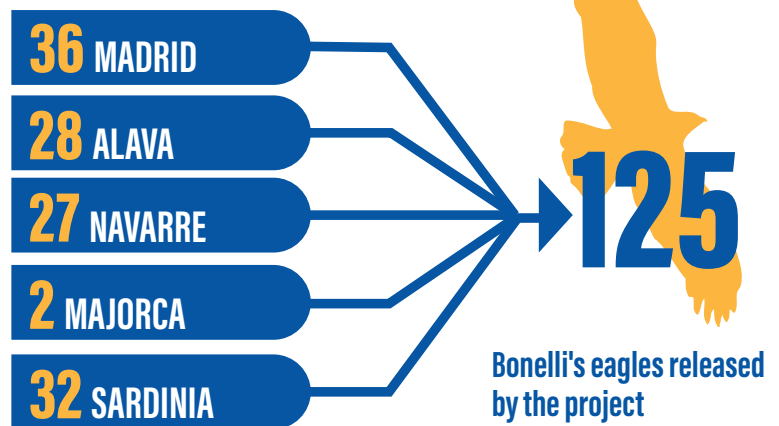 36 MADRID
28 ALAVA
27 NAVARRE
2 MAJORCA
32 SARDINIA
125
Bonelli's eagles released
by the project